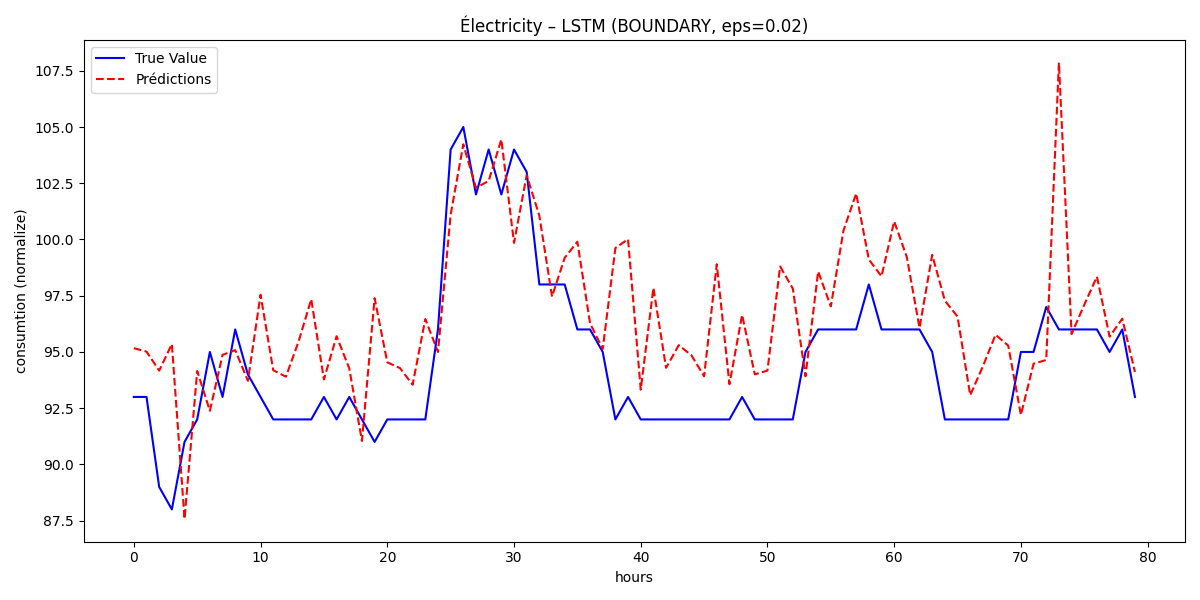 Électricity – LSTM (BOUNDARY, eps=0.02)
True Value
Prédictions
107.5
105.0
102.5
100.0
97.5
95.0
92.5
90.0
87.5
consumtion (normalize)
0 10 20 30 40 50 60 70 80
hours